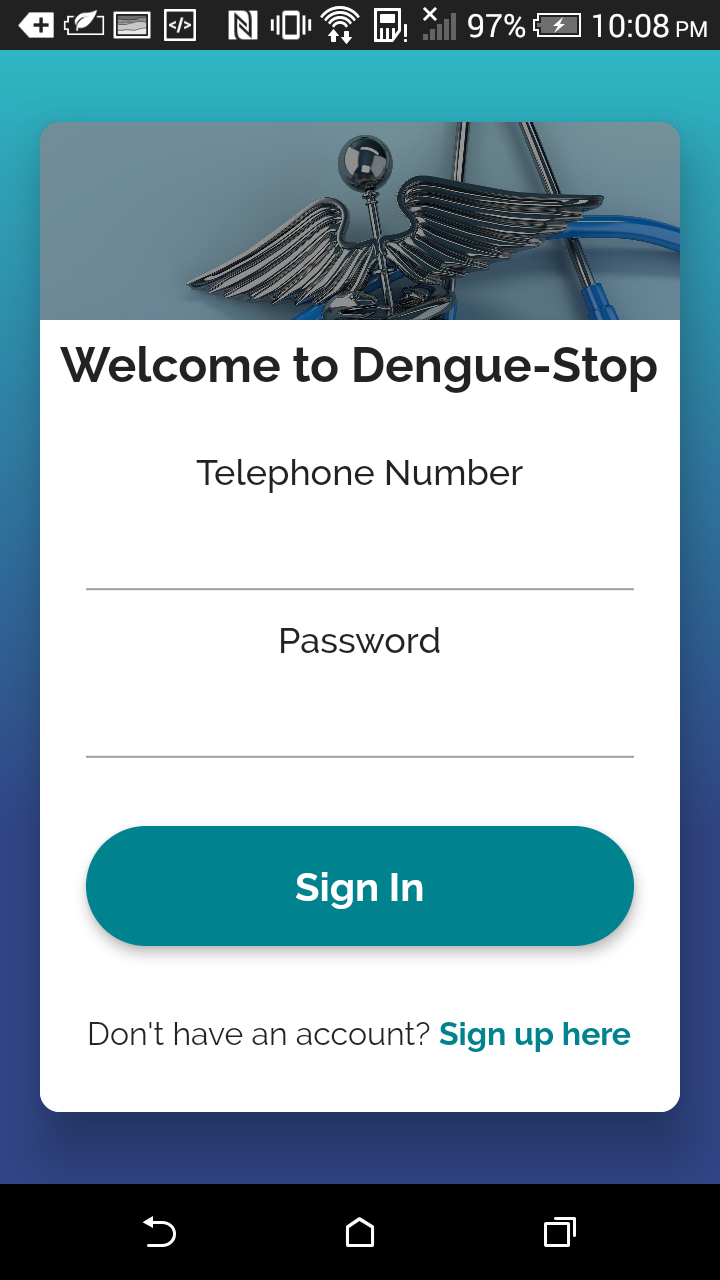 97% 10:08 PM
Welcome to Dengue-Stop
Telephone Number
Password
Sign In
Don't have an account? Sign up here